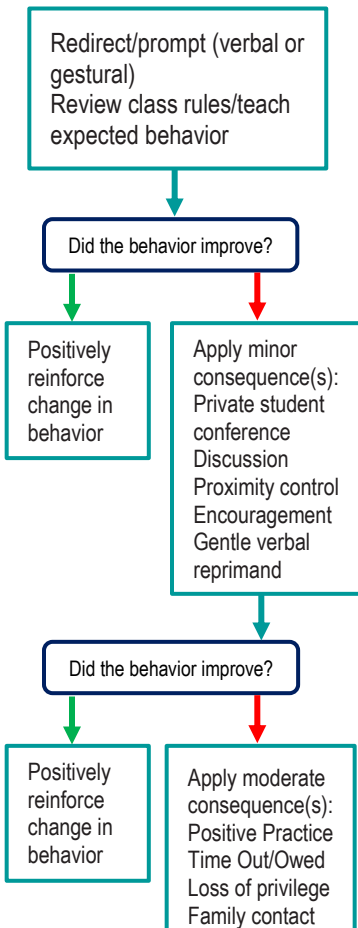 Redirect/prompt (verbal or
gestural)
Review class rules/teach
expected behavior
Did the behavior improve?
Positively
reinforce
change in
behavior
Apply minor
consequence(s):
Private student
conference
Discussion
Proximity control
Encouragement
Gentle verbal
reprimand
Did the behavior improve?
Positively
reinforce
change in
behavior
Apply moderate
consequence(s):
Positive Practice
Time Out/Owed
Loss of privilege
Family contact